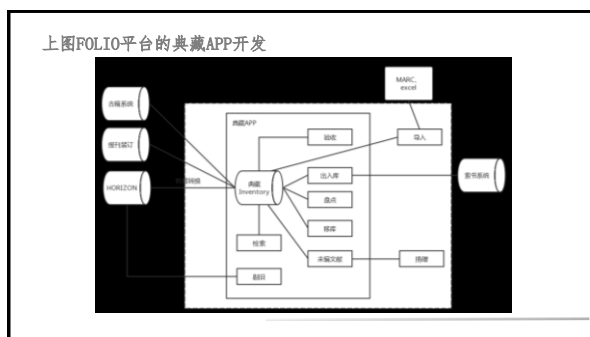 上图FOLIO平台的典藏APP开发
MARC、
excel
古籍系统
典藏APP
报刊装订
验收
导入
HORIZON
典藏
Inventory
出入库
索书系统
盘点
移库
检索
未编文献
捐赠
剔旧